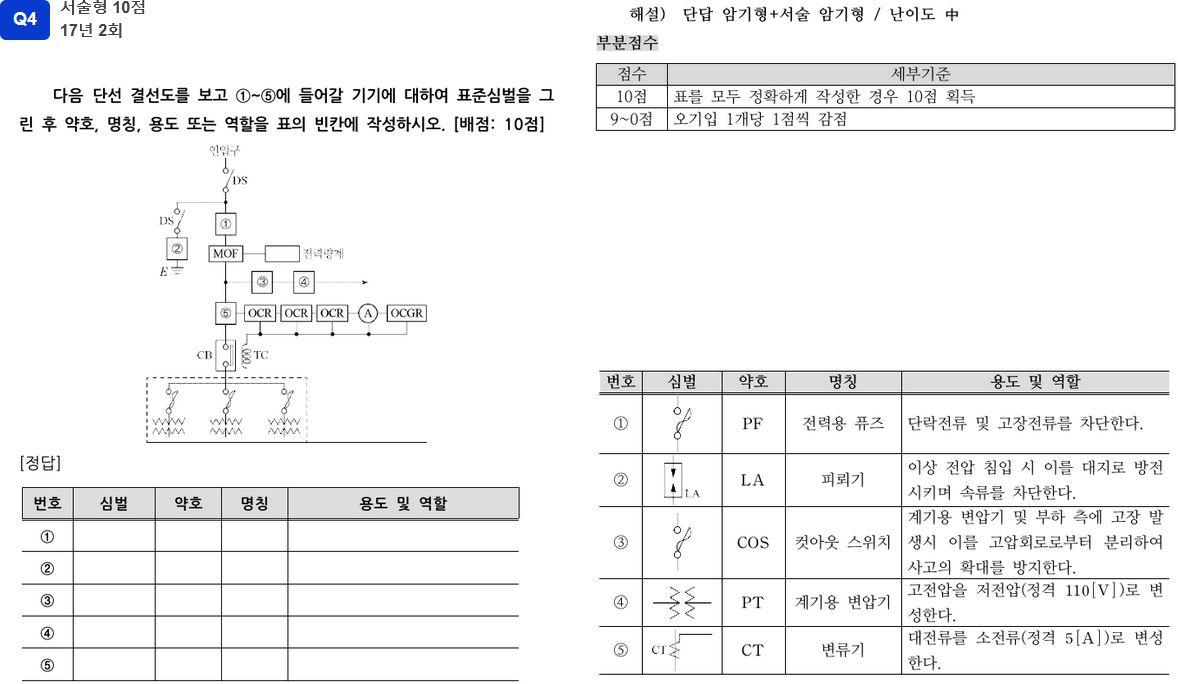 Q4
서술형 10점
17년 2회
다음 단선 결선도를 보고 ①~⑤에 들어갈 기기에 대하여 표준심벌을 그
린 후 약호, 명칭, 용도 또는 역할을 표의 빈칸에 작성하시오. [배점: 10점]
인입구
DS
DS
①
②
E
MOF 전력량계
③ ④
⑤ OCR OCR OCR A OCGR
CB TC
[정답]
번호 심벌 약호 명칭 용도 및 역할
①
②
③
④
⑤
해설) 단답 암기형+서술 암기형 / 난이도 中
부분점수
점수 세부기준
10점 표를 모두 정확하게 작성한 경우 10점 획득
9~0점 오기입 1개당 1점씩 감점
번호 심벌 약호 명칭 용도 및 역할
① PF 전력용 퓨즈 단락전류 및 고장전류를 차단한다.
② LA LA 피뢰기 이상 전압 침입 시 이를 대지로 방전
시키며 속류를 차단한다.
③ COS 컷아웃 스위치 계기용 변압기 및 부하 측에 고장 발
생시 이를 고압회로로부터 분리하여
사고의 확대를 방지한다.
④ PT 계기용 변압기 고전압을 저전압(정격 110[V])로 변
성한다.
⑤ CT CT 변류기 대전류를 소전류(정격 5[A])로 변성
한다.